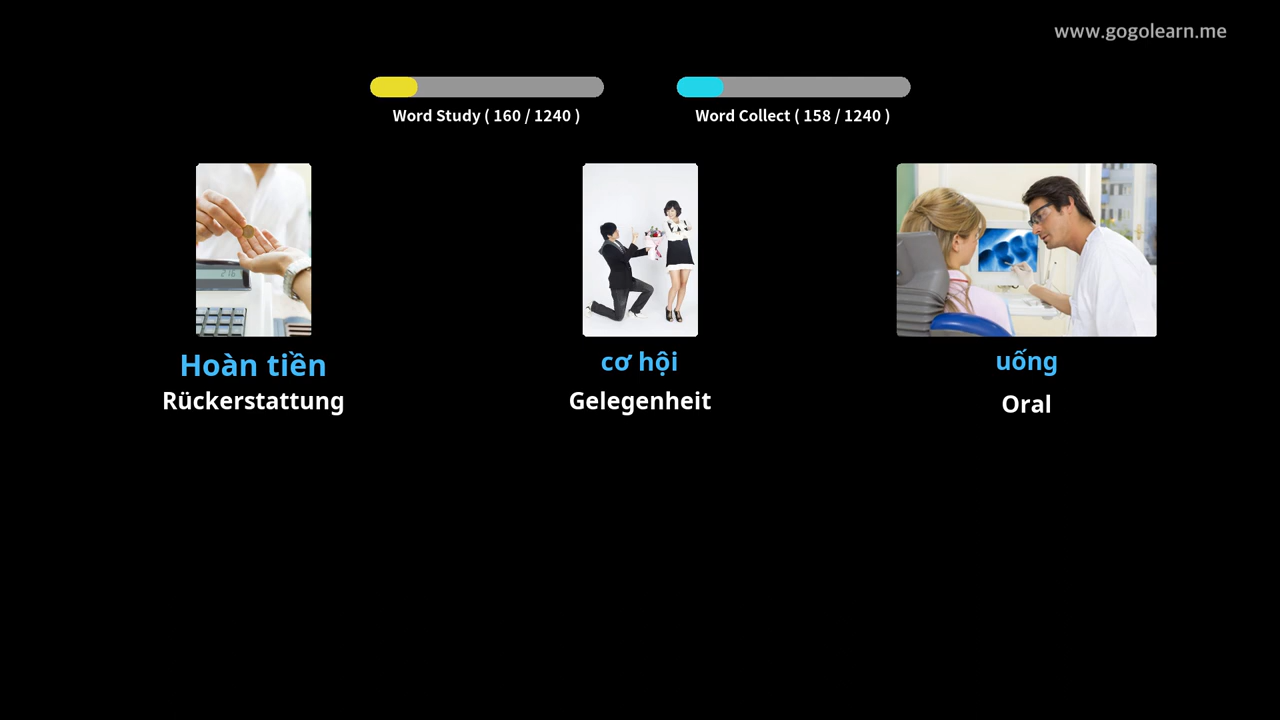 www.gogolearn.me
Word Study ( 160 / 1240 )
Word Collect ( 158 / 1240 )
Hoàn tiền
Rückerstattung
cơ hội
Gelegenheit
uống
Oral